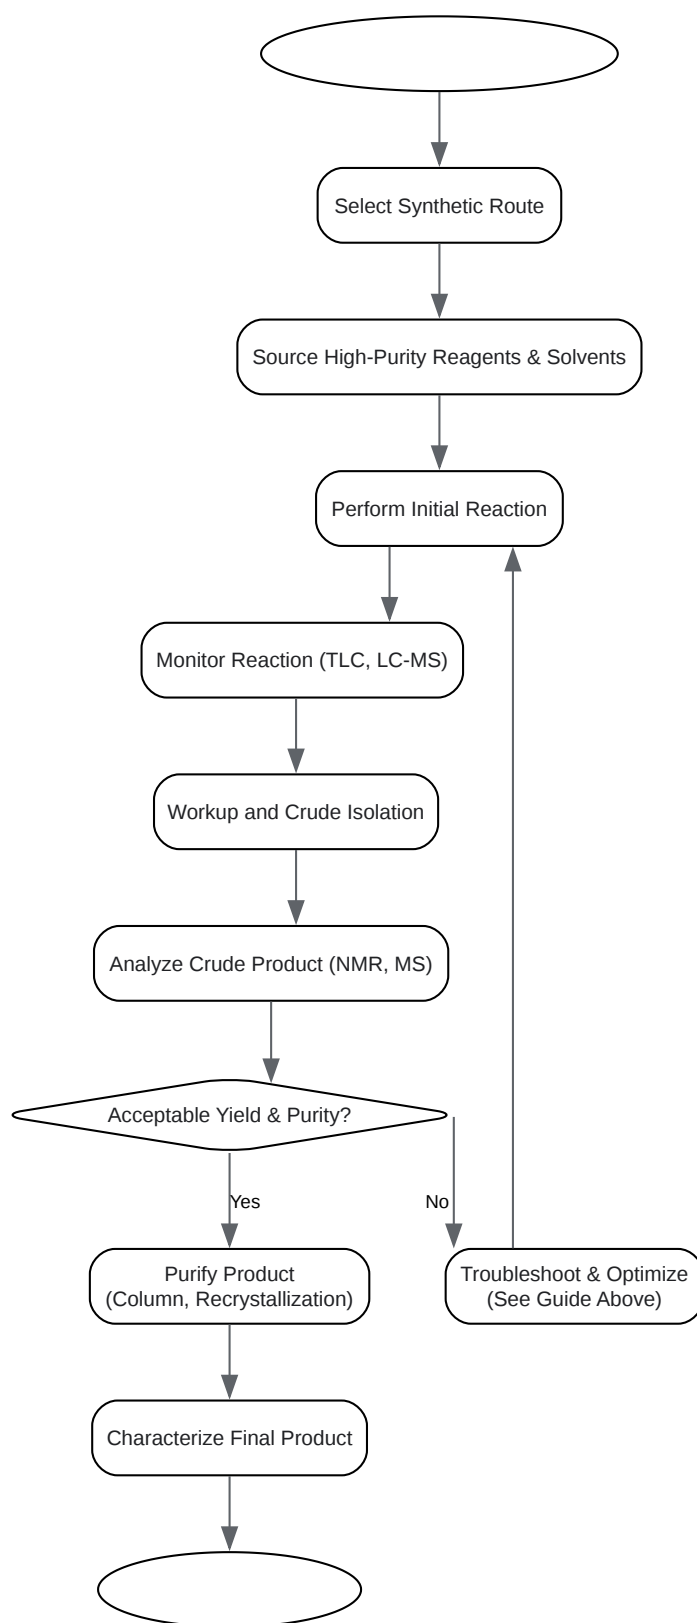 Select Synthetic Route
Source High-Purity Reagents & Solvents
Perform Initial Reaction
Monitor Reaction (TLC, LC-MS)
Workup and Crude Isolation
Analyze Crude Product (NMR, MS)
Acceptable Yield & Purity?
Yes
No
Purify Product
(Column, Recrystallization)
Troubleshoot & Optimize
(See Guide Above)
Characterize Final Product